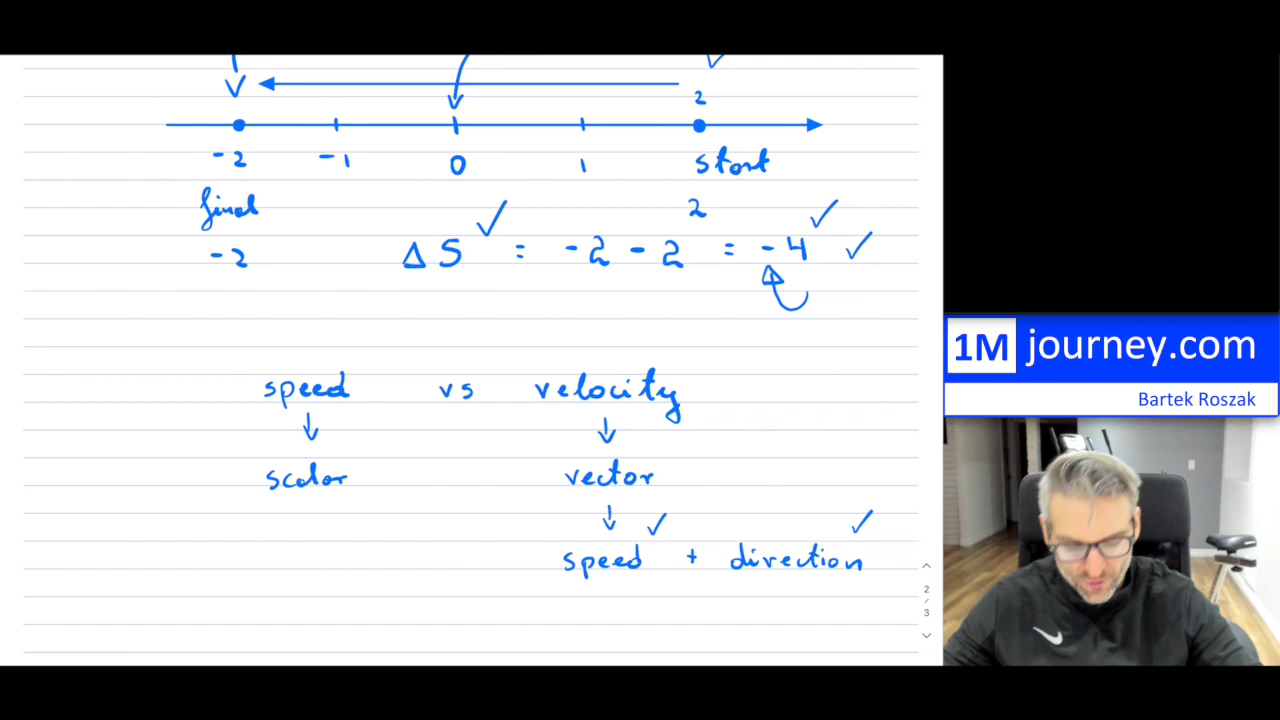 2
-2 -1 0 1 start
final 2
-2 Δ S = -2 - 2 = -4
speed vs velocity
scalar vector
speed + direction
2
/
3
1M journey.com
Bartek Roszak